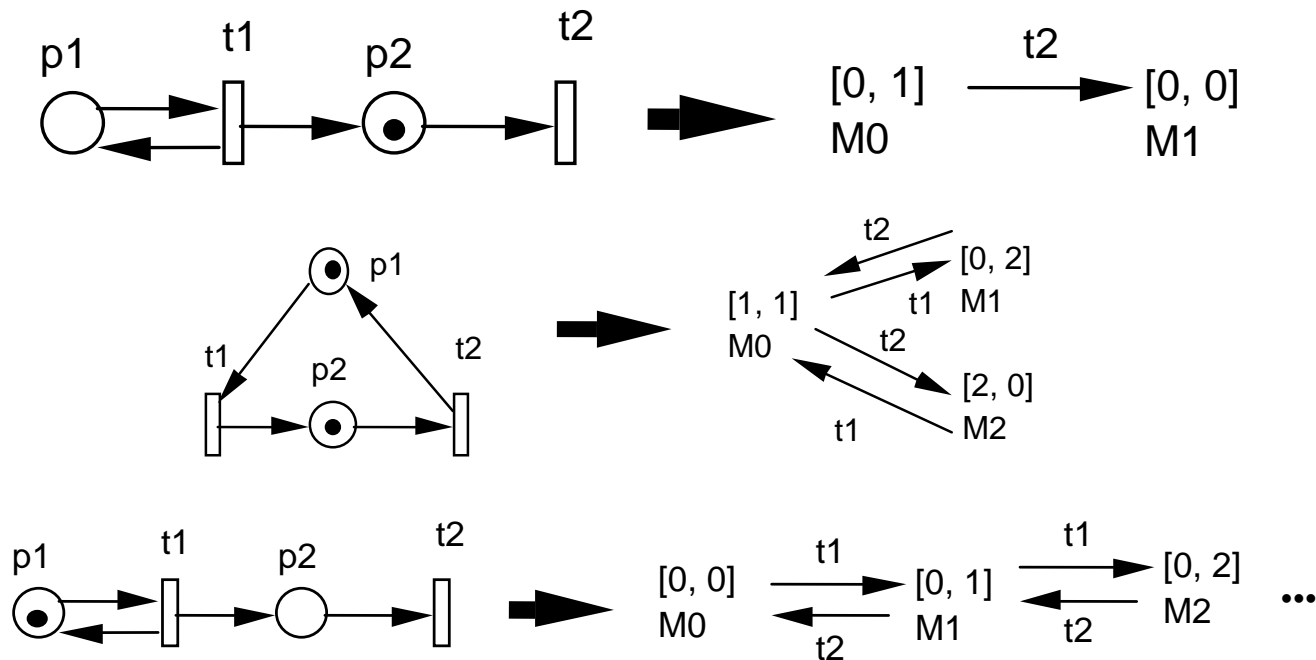 p1 t1 p2 t2
t2
[0, 1] [0, 0]
M0 M1
p1
t1 p2 t2
t2
[0, 2]
M1
t1
[1, 1]
M0
t2
[2, 0]
M2
t1
p1 t1 p2 t2
t1 t1
[0, 0] [0, 1] [0, 2] ...
M0 M1 M2
t2 t2